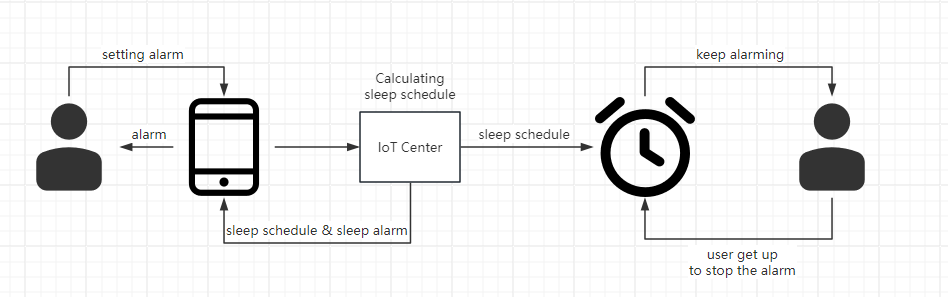 setting alarm
keep alarming
Calculating
sleep schedule
alarm
IoT Center
sleep schedule
sleep schedule & sleep alarm
user get up
to stop the alarm